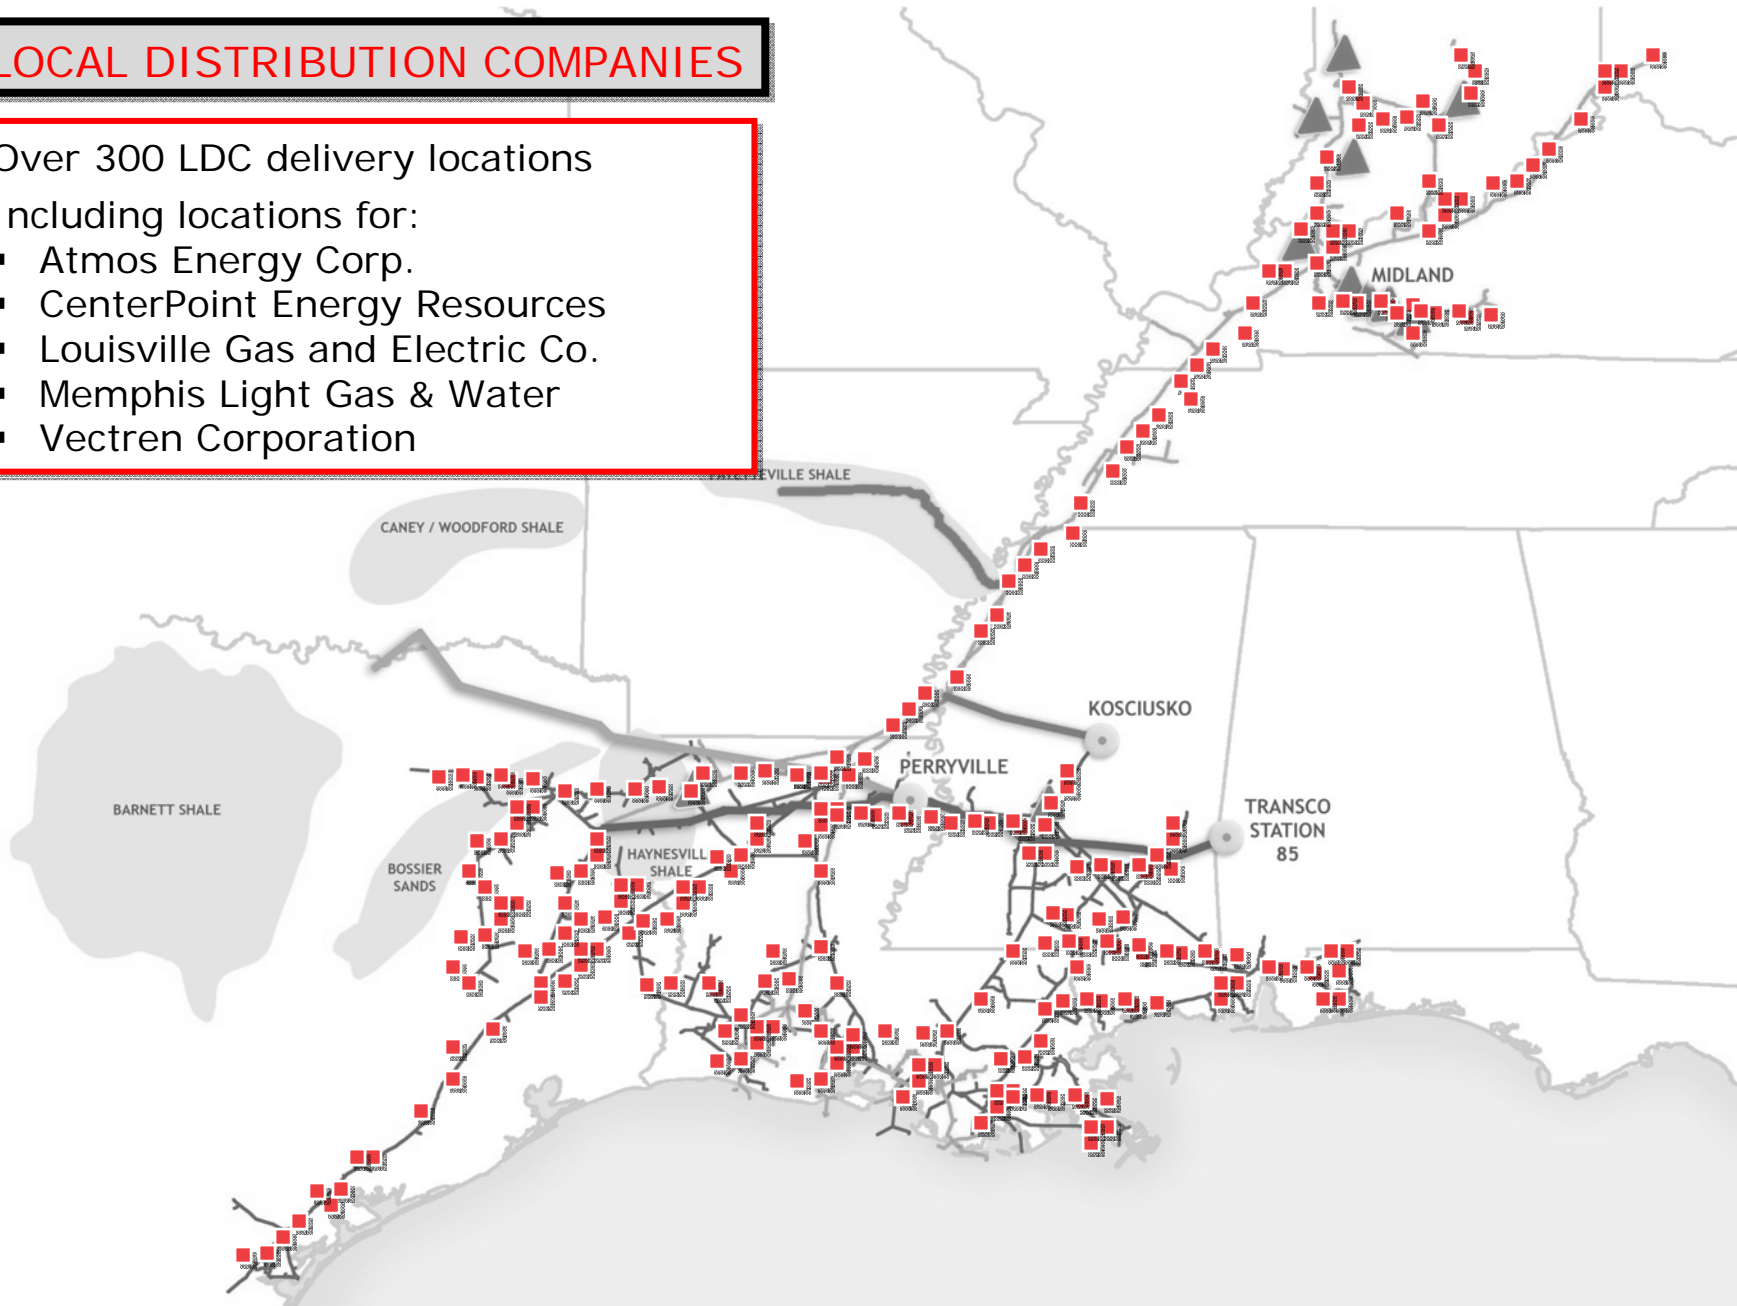 LOCAL DISTRIBUTION COMPANIES
Over 300 LDC delivery locations
ncluding locations for:
▪ Atmos Energy Corp.
▪ CenterPoint Energy Resources
▪ Louisville Gas and Electric Co.
▪ Memphis Light Gas & Water
▪ Vectren Corporation
MIDLAND
FAYETTEVILLE SHALE
CANEY / WOODFORD SHALE
KOSCIUSKO
PERRYVILLE
TRANSCO
STATION
85
BARNETT SHALE
BOSSIER
SANDS
HAYNESVILL
SHALE